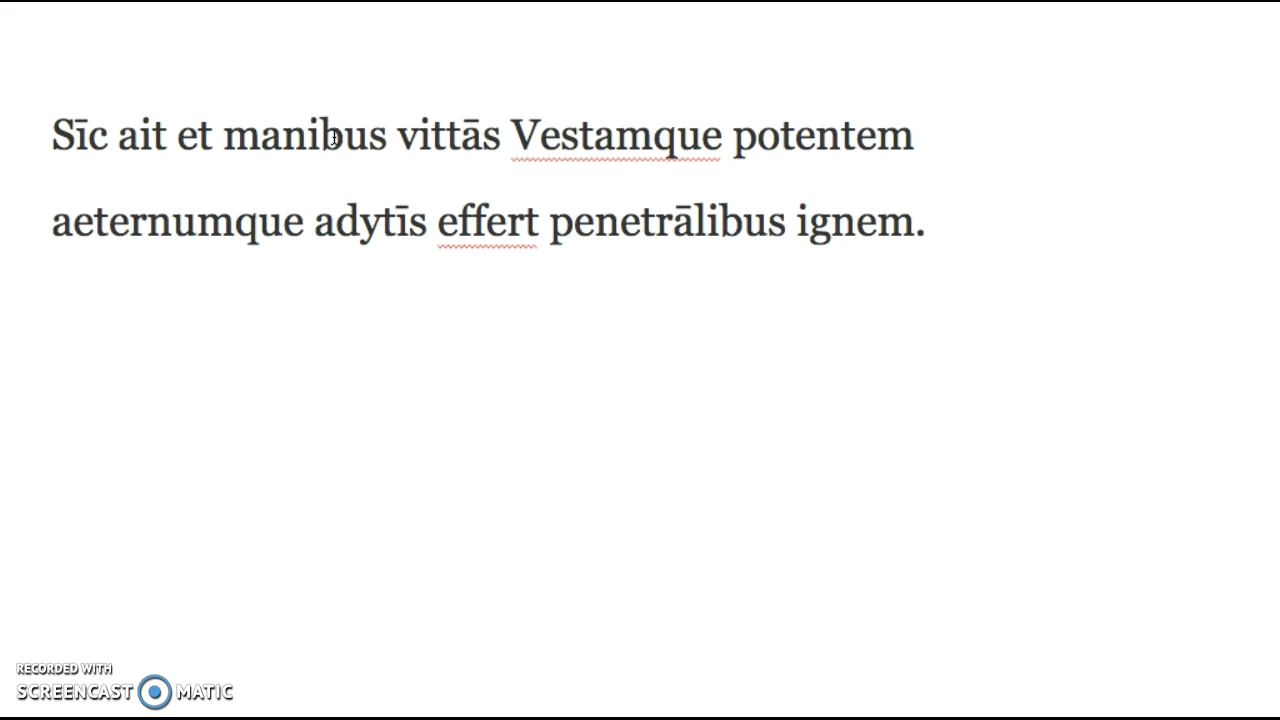 Sīc ait et manibus vittās Vestamque potentem
aeternumque adytīs effert penetrālibus ignem.
RECORDED WITH
SCREENCAST MATIC